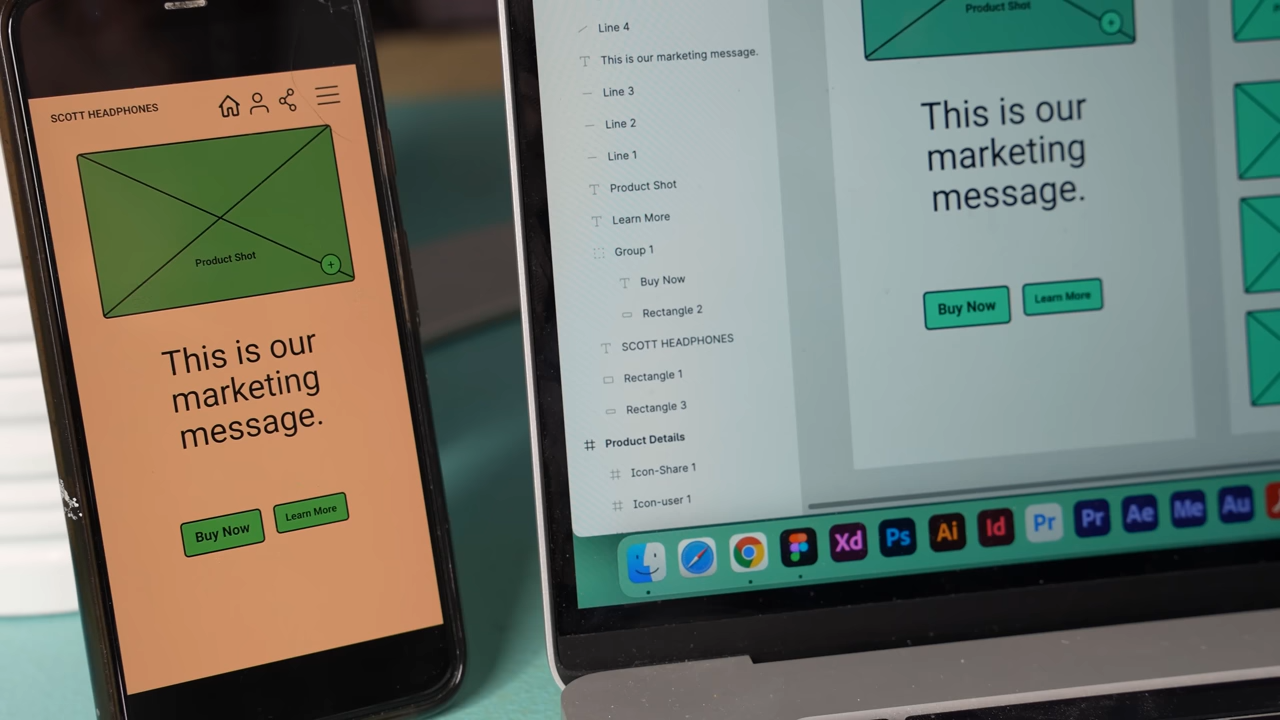 SCOTT HEADPHONES
Product Shot
+
This is our
marketing
message.
Buy Now
Learn More
Line 4
This is our marketing message.
Line 3
Line 2
Line 1
Product Shot
Learn More
Group 1
Buy Now
Rectangle 2
SCOTT HEADPHONES
Rectangle 1
Rectangle 3
Product Details
Icon-Share 1
Icon-user 1
Product Shot
+
This is our
marketing
message.
Buy Now
Learn More
Xd
Ps
Ai
Id
Pr
Pr
Ae
Me
Au